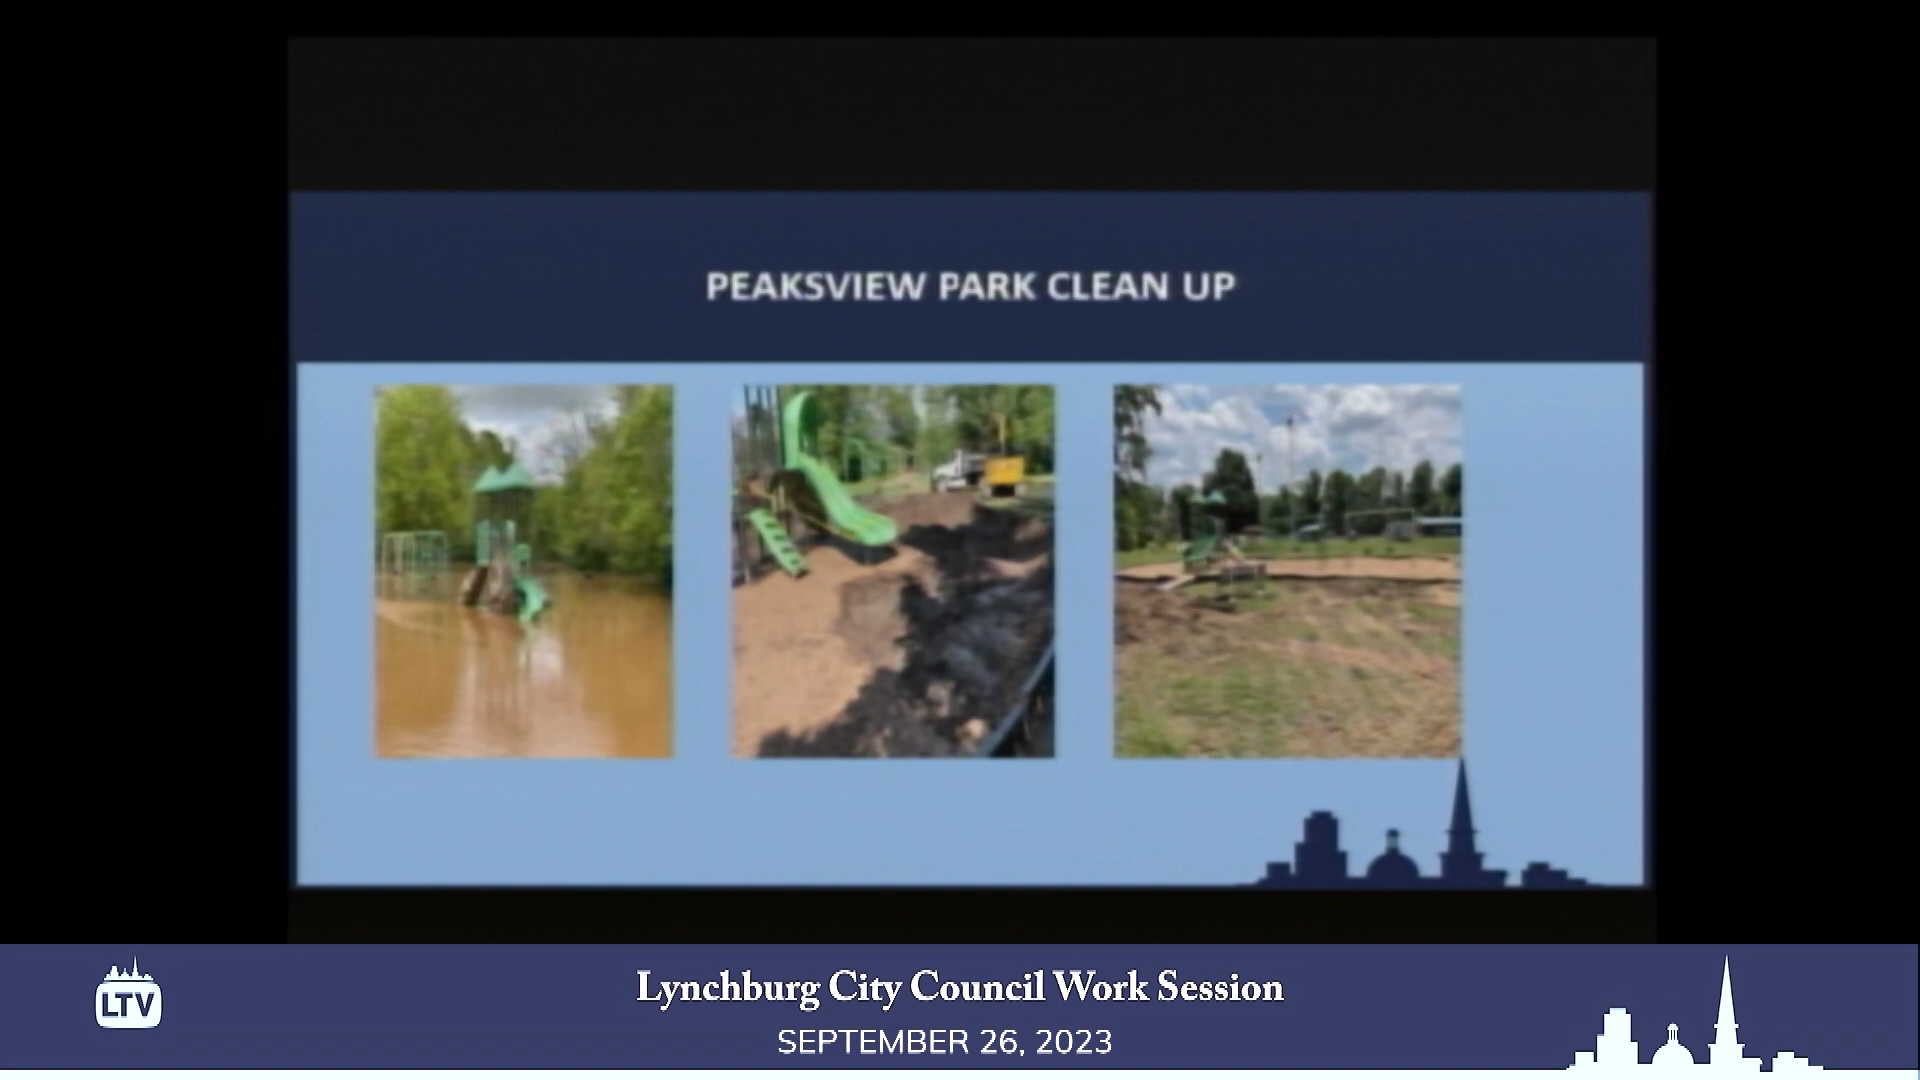 PEAKSVIEW PARK CLEAN UP
LTV
Lynchburg City Council Work Session
SEPTEMBER 26, 2023